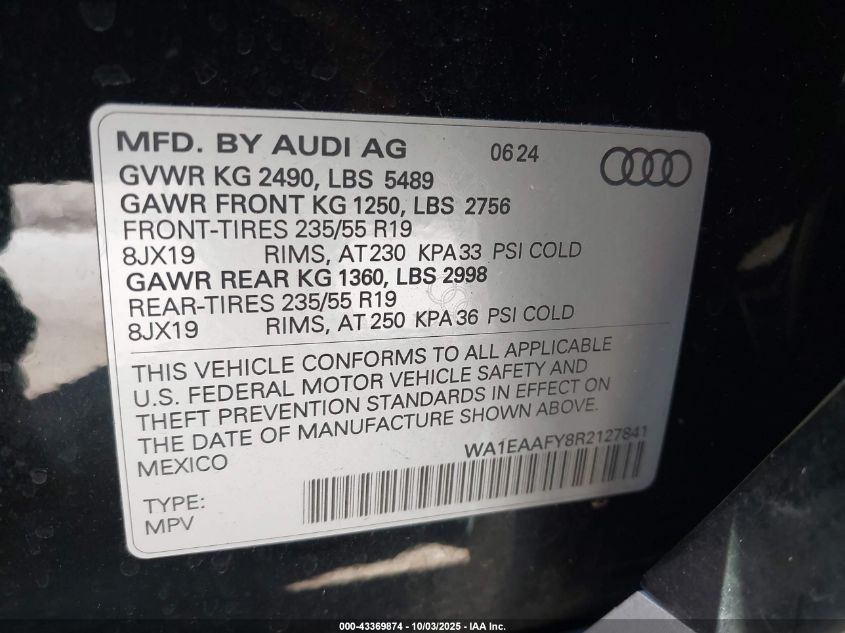 MFD. BY AUDI AG 0624
GVWR KG 2490, LBS 5489
GAWR FRONT KG 1250, LBS 2756
FRONT-TIRES 235/55 R19
8JX19 RIMS, AT 230 KPA 33 PSI COLD
GAWR REAR KG 1360, LBS 2998
REAR-TIRES 235/55 R19
8JX19 RIMS, AT 250 KPA 36 PSI COLD
THIS VEHICLE CONFORMS TO ALL APPLICABLE
U.S. FEDERAL MOTOR VEHICLE SAFETY AND
THEFT PREVENTION STANDARDS IN EFFECT ON
THE DATE OF MANUFACTURE SHOWN ABOVE.
MEXICO WA1EAAFY8R2127841
TYPE:
MPV
000-43369874 - 10/03/2025 - IAA Inc.